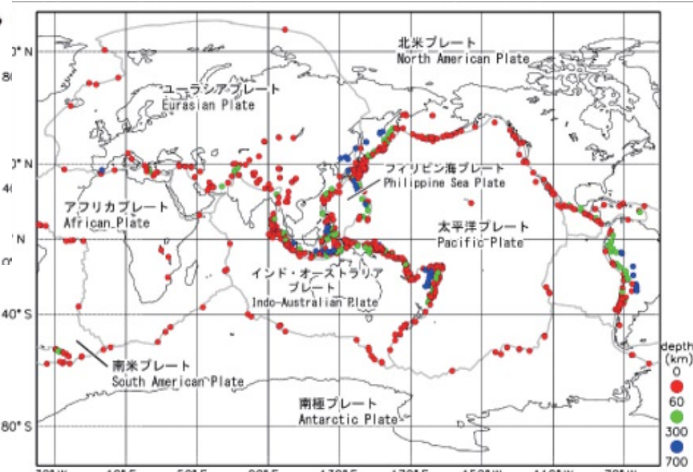 北米プレート
North American Plate
ユーラシアプレート
Eurasian Plate
フィリピン海プレート
Philippine Sea Plate
アフリカプレート
African Plate
太平洋プレート
Pacific Plate
インド・オーストラリア
プレート
Indo-Australian Plate
40°S
南米プレート
South American Plate
南極プレート
Antarctic Plate
80°S
depth
(km)
0
60
300
700